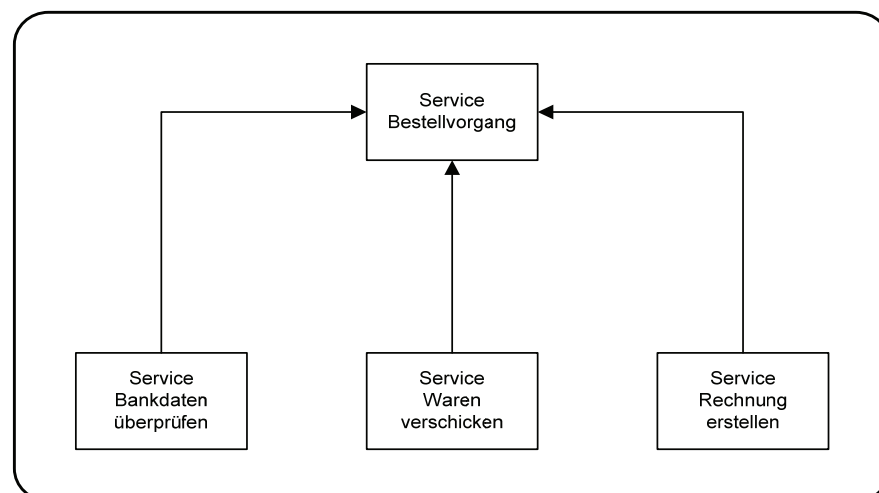 Service
Bestellvorgang
Service
Bankdaten
überprüfen
Service
Waren
verschicken
Service
Rechnung
erstellen